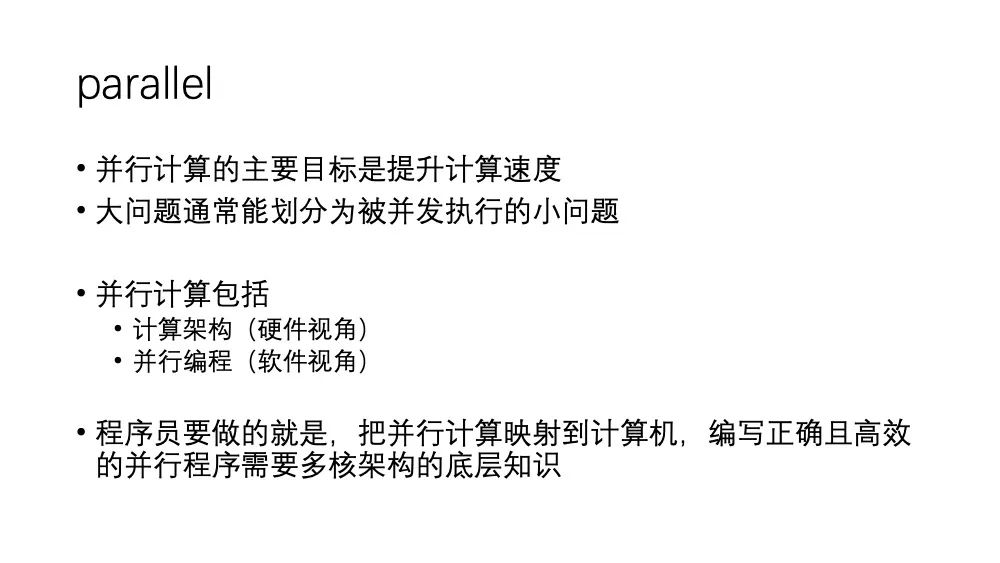 parallel
• 并行计算的主要目标是提升计算速度
• 大问题通常能划分为被并发执行的小问题
• 并行计算包括
• 计算架构（硬件视角）
• 并行编程（软件视角）
• 程序员要做的就是，把并行计算映射到计算机，编写正确且高效
的并行程序需要多核架构的底层知识